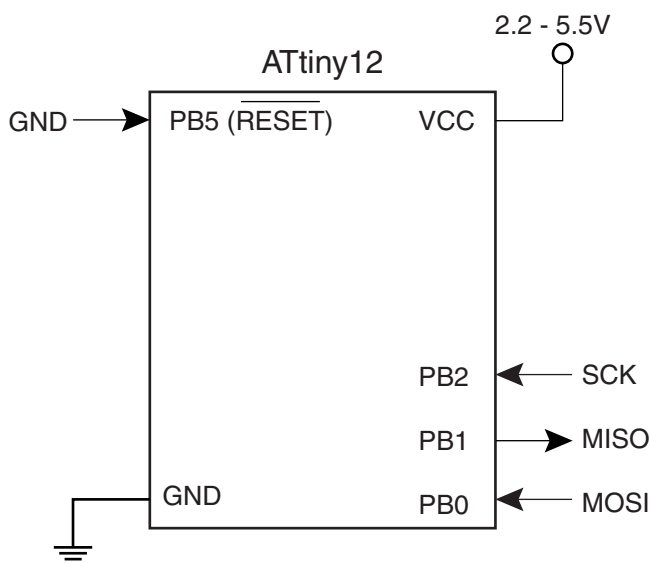 2.2 - 5.5V
ATtiny12
GND
PB5 (RESET)
VCC
PB2
SCK
PB1
MISO
GND
PB0
MOSI